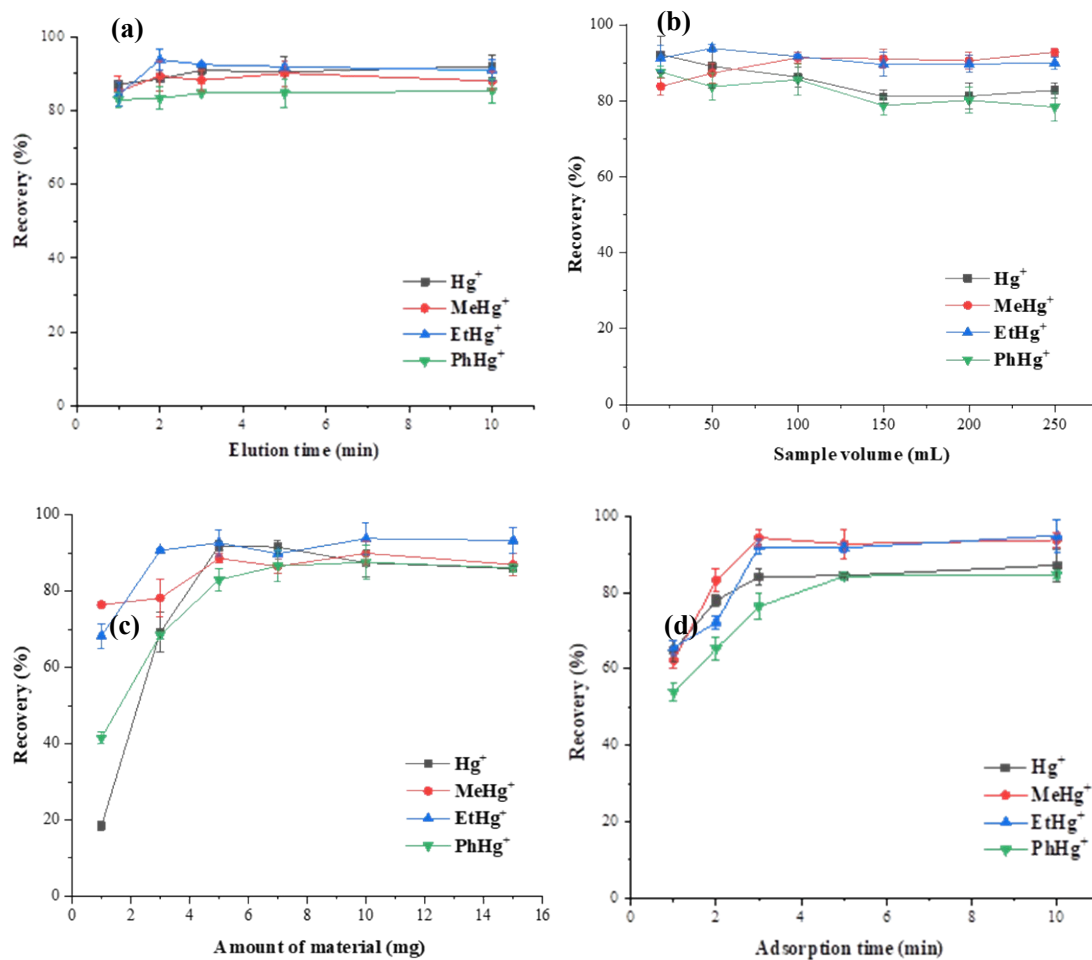 (a)
100
80
60
40
20
0
Recovery (%)
Hg+
MeHg+
EtHg+
PhHg+
0 2 4 6 8 10
Elution time (min)
(b)
100
80
60
40
20
0
Recovery (%)
Hg+
MeHg+
EtHg+
PhHg+
0 50 100 150 200 250
Sample volume (mL)
(c)
100
80
60
40
20
0
Recovery (%)
Hg+
MeHg+
EtHg+
PhHg+
0 2 4 6 8 10 12 14 16
Amount of material (mg)
(d)
100
80
60
40
20
0
Recovery (%)
Hg+
MeHg+
EtHg+
PhHg+
0 2 4 6 8 10
Adsorption time (min)